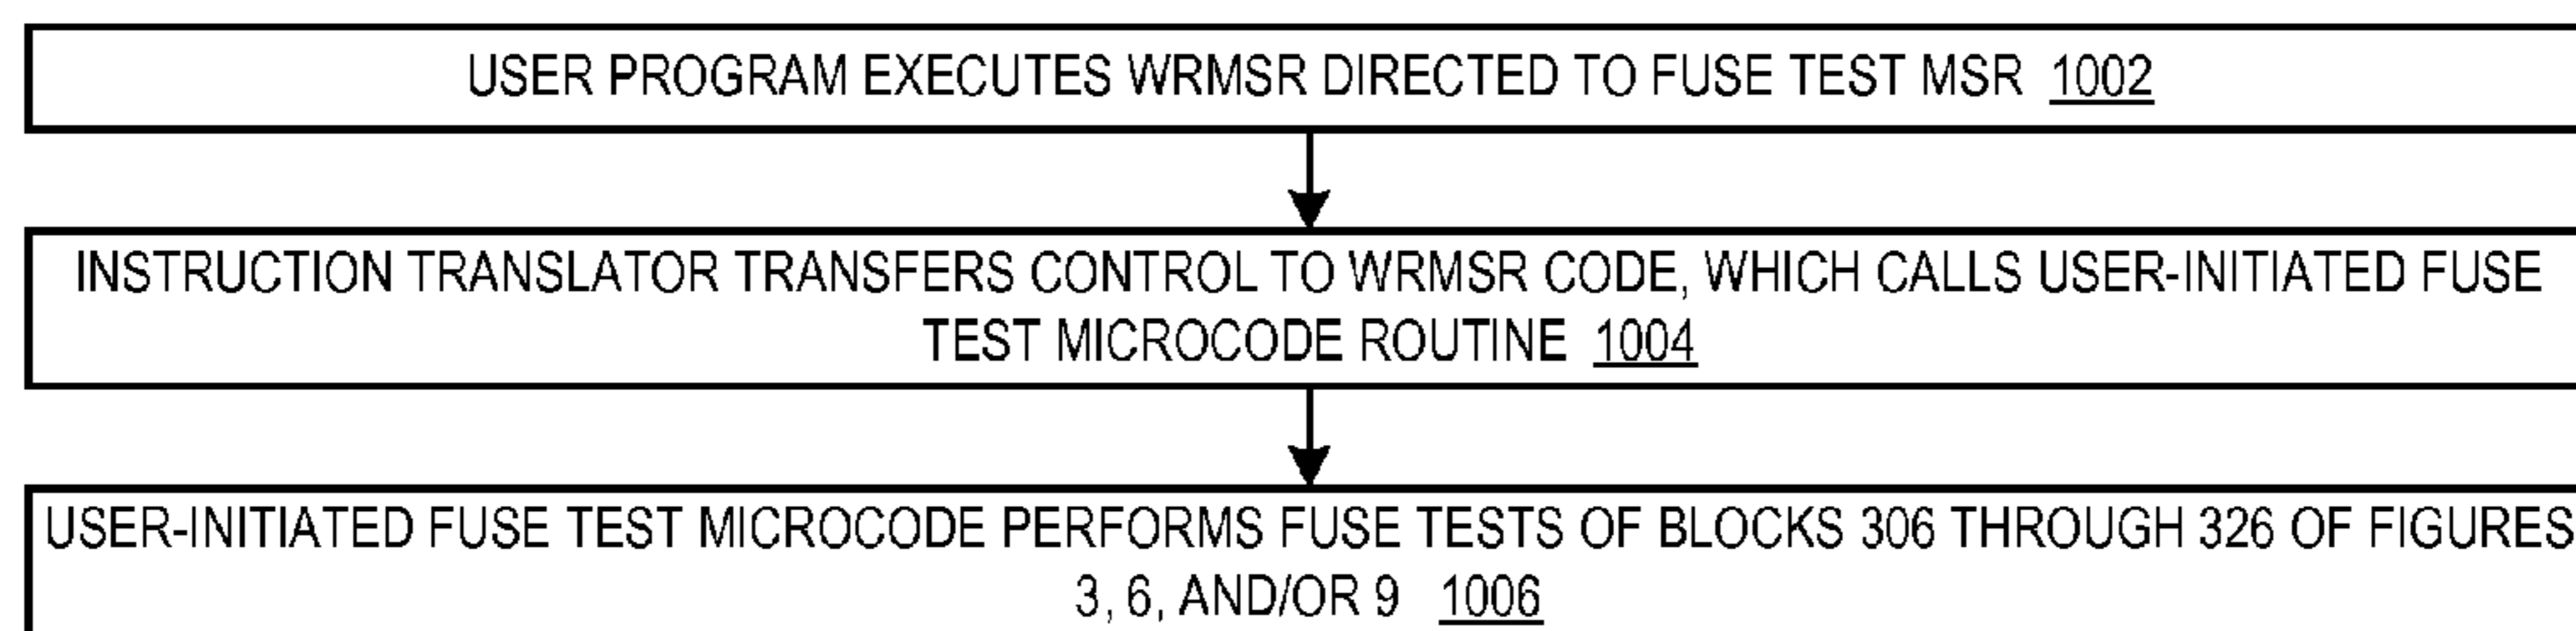 USER PROGRAM EXECUTES WRMSR DIRECTED TO FUSE TEST MSR 1002
INSTRUCTION TRANSLATOR TRANSFERS CONTROL TO WRMSR CODE, WHICH CALLS USER-INITIATED FUSE
TEST MICROCODE ROUTINE 1004
USER-INITIATED FUSE TEST MICROCODE PERFORMS FUSE TESTS OF BLOCKS 306 THROUGH 326 OF FIGURES
3, 6, AND/OR 9 1006